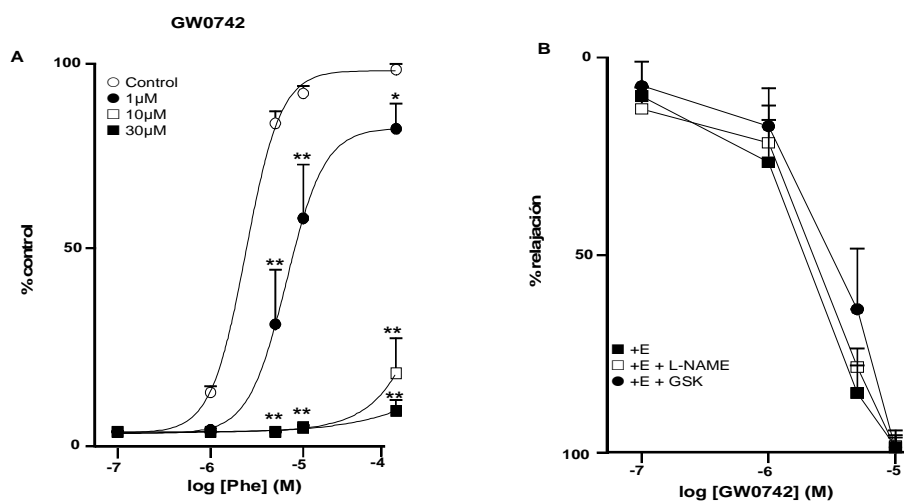 GW0742
A
100
50
0
%control
Control
1µM
10µM
30µM
*
**
**
**
**
**
**
-7
-6
-5
-4
log [Phe] (M)
B
0
50
100
%relajación
+E
+E + L-NAME
+E + GSK
-7
-6
-5
log [GW0742] (M)